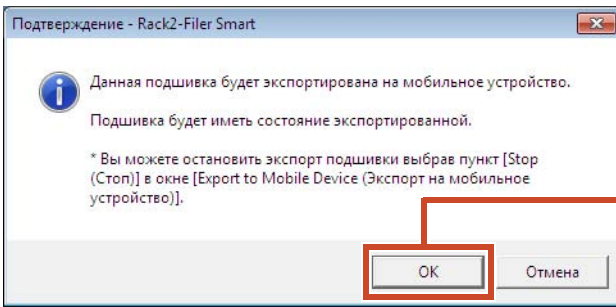 Подтверждение - Rack2-Filer Smart
Данная подшивка будет экспортирована на мобильное устройство.
Подшивка будет иметь состояние экспортированной.
* Вы можете остановить экспорт подшивки выбрав пункт [Stop
(Стоп)] в окне [Export to Mobile Device (Экспорт на мобильное
устройство)].
OK
Отмена